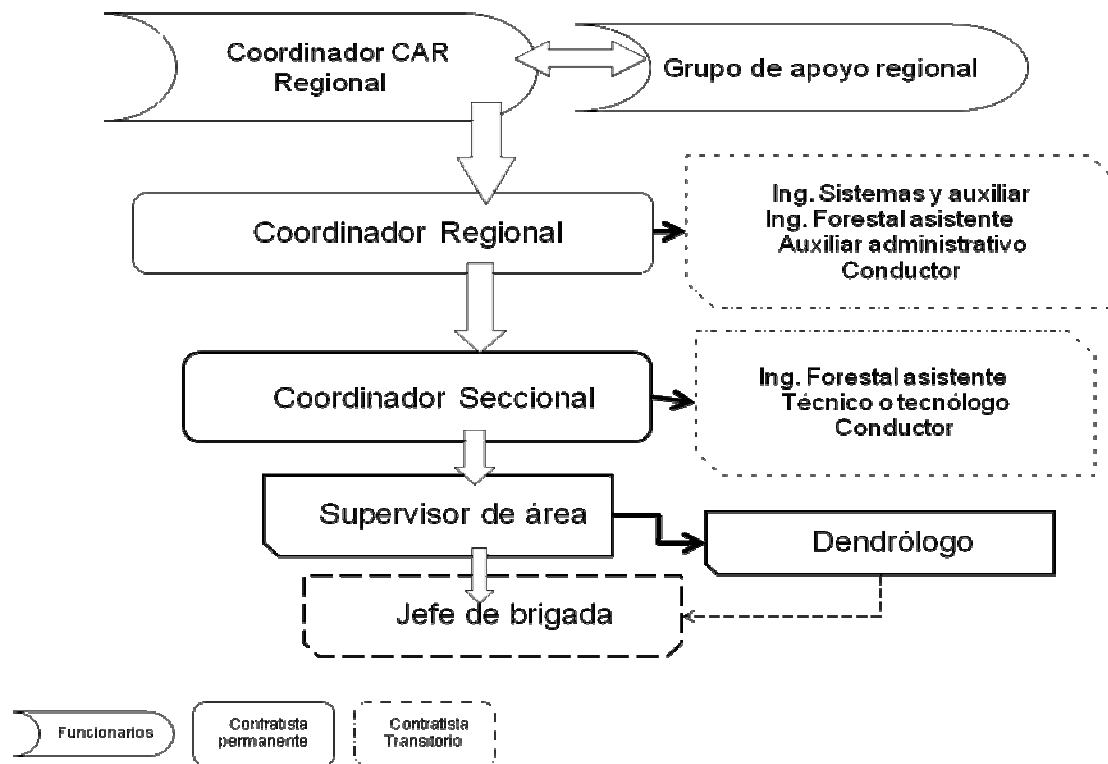 Coordinador CAR
Regional
Grupo de apoyo regional
Coordinador Regional
Ing. Sistemas y auxiliar
Ing. Forestal asistente
Auxiliar administrativo
Conductor
Coordinador Seccional
Ing. Forestal asistente
Técnico o tecnólogo
Conductor
Supervisor de área
Dendrólogo
Jefe de brigada
Funcionarios
Contratista
permanente
Contratista
Transitorio